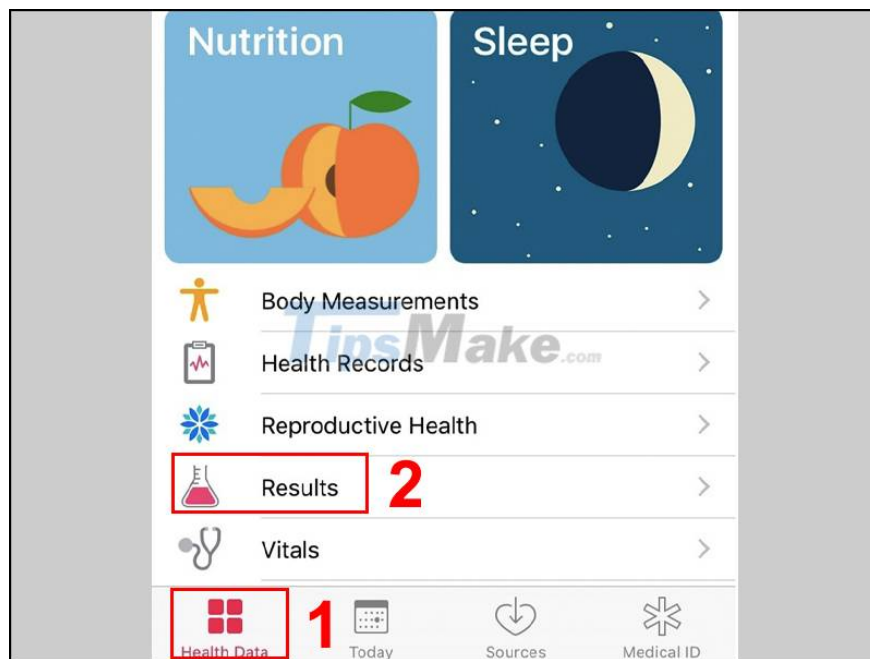 Nutrition
Sleep
Body Measurements
TipsMake.com
Health Records
Reproductive Health
Results
2
Vitals
1
Health Data
Today
Sources
Medical ID